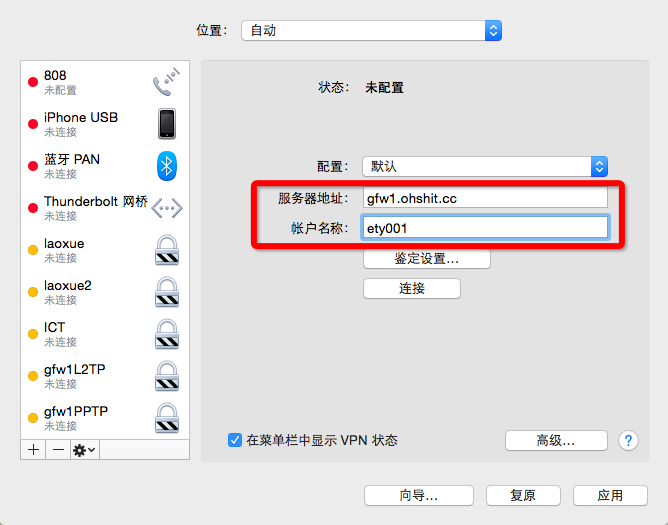 位置: 自动
808
未配置
iPhone USB
未连接
蓝牙 PAN
未连接
Thunderbolt 网桥
未连接
laoxue
未连接
laoxue2
未连接
ICT
未连接
gfw1L2TP
未连接
gfw1PPTP
未连接
状态: 未配置
配置: 默认
服务器地址: gfw1.ohshit.cc
帐户名称: ety001
鉴定设置...
连接
在菜单栏中显示 VPN 状态
高级...
?
向导...
复原
应用